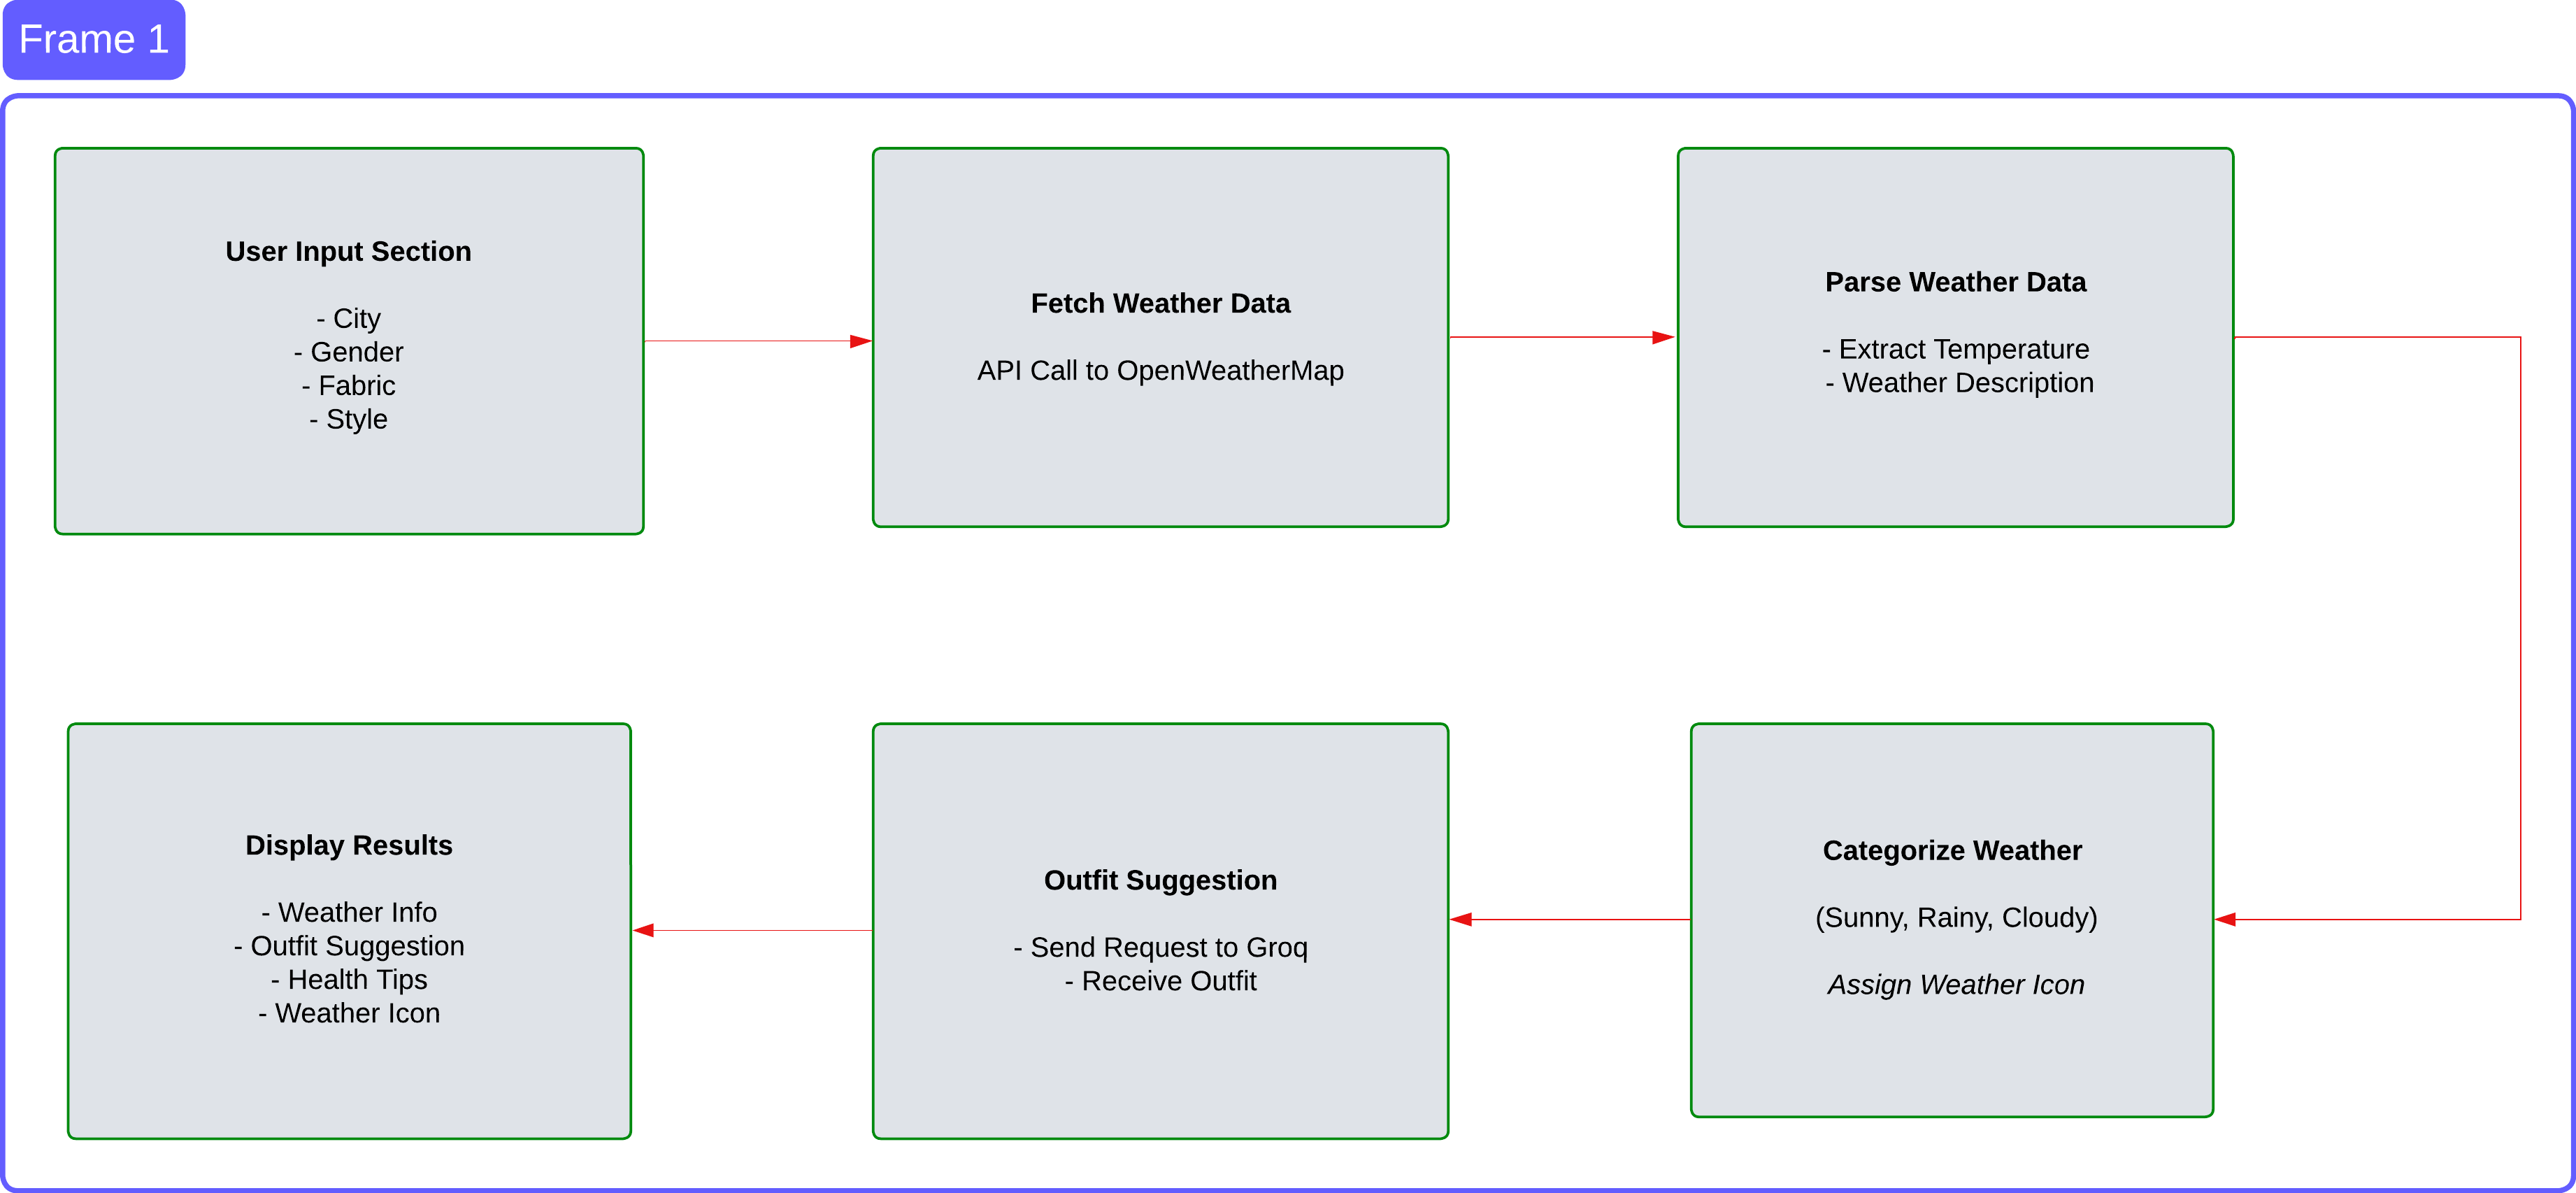 Frame 1
User Input Section
- City
- Gender
- Fabric
- Style
Fetch Weather Data
API Call to OpenWeatherMap
Parse Weather Data
- Extract Temperature
- Weather Description
Categorize Weather
(Sunny, Rainy, Cloudy)
Assign Weather Icon
Outfit Suggestion
- Send Request to Groq
- Receive Outfit
Display Results
- Weather Info
- Outfit Suggestion
- Health Tips
- Weather Icon